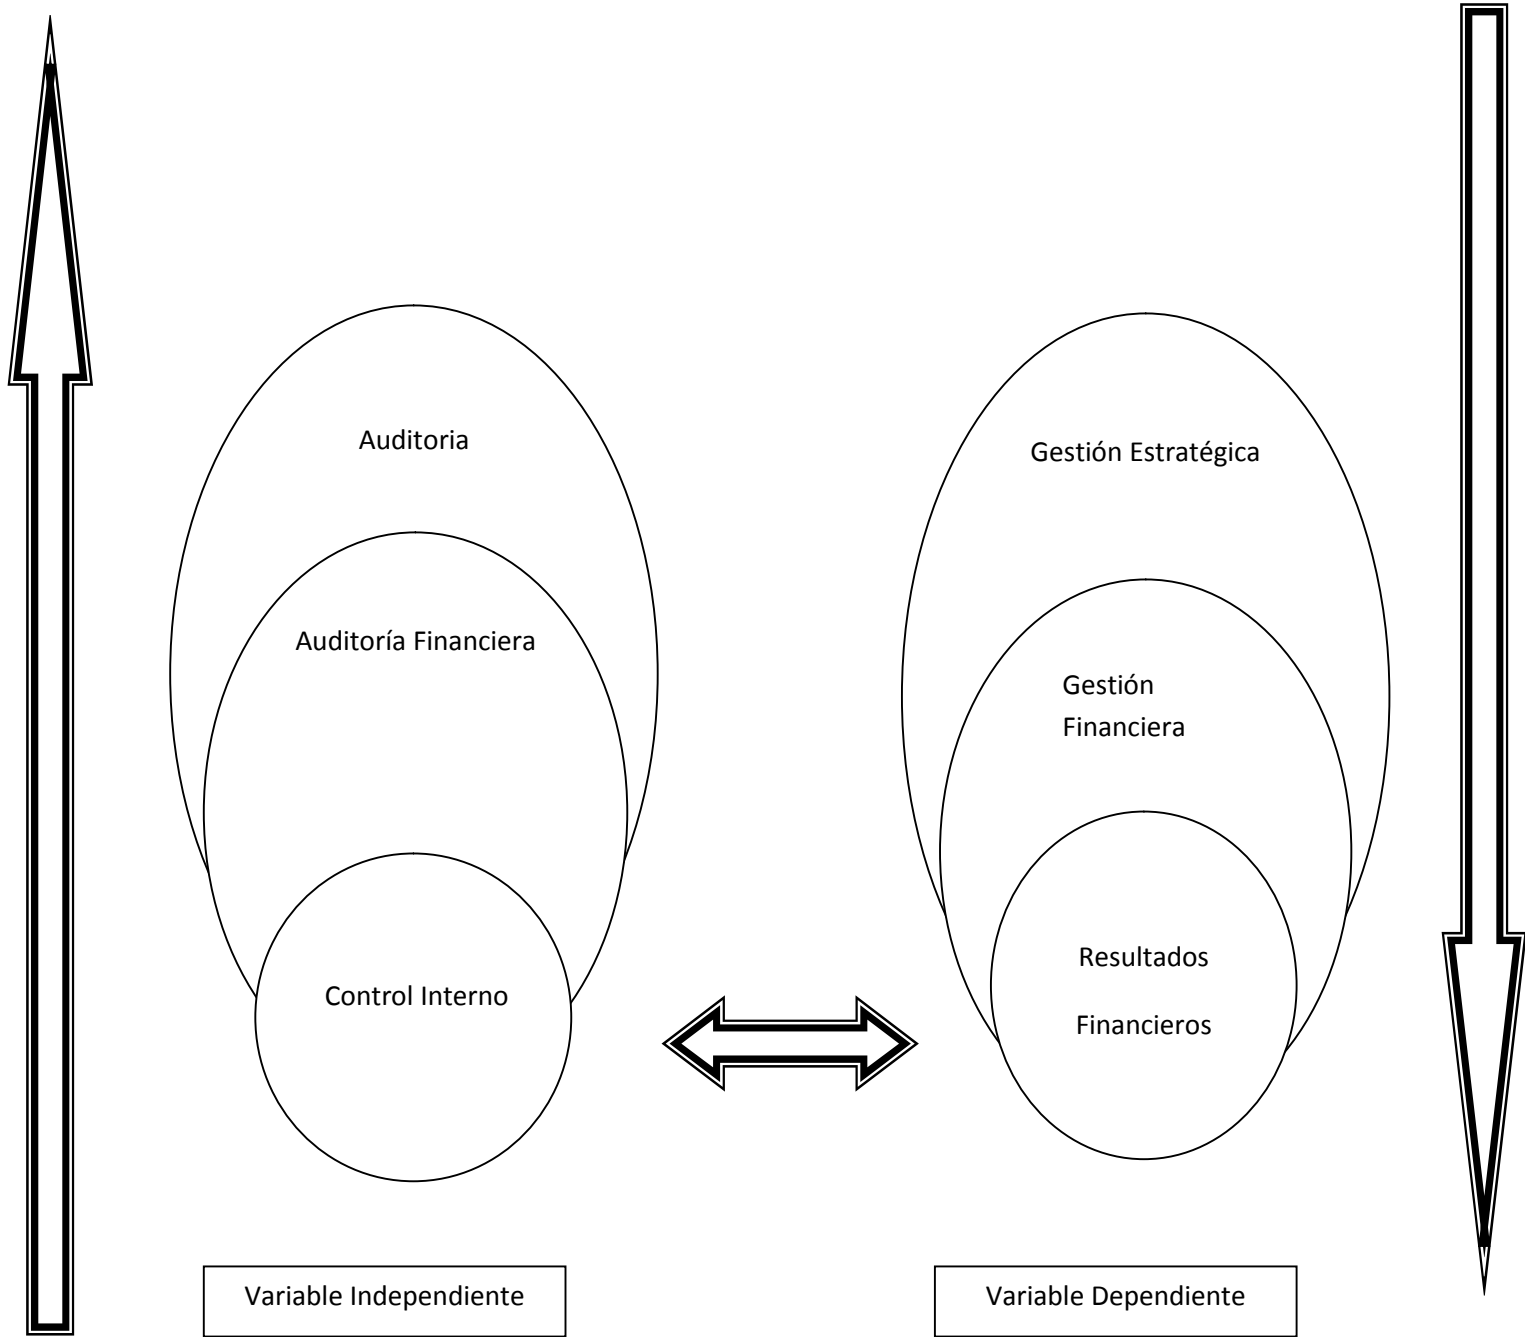 Auditoria
Auditoría Financiera
Control Interno
Variable Independiente
Gestión Estratégica
Gestión
Financiera
Resultados
Financieros
Variable Dependiente